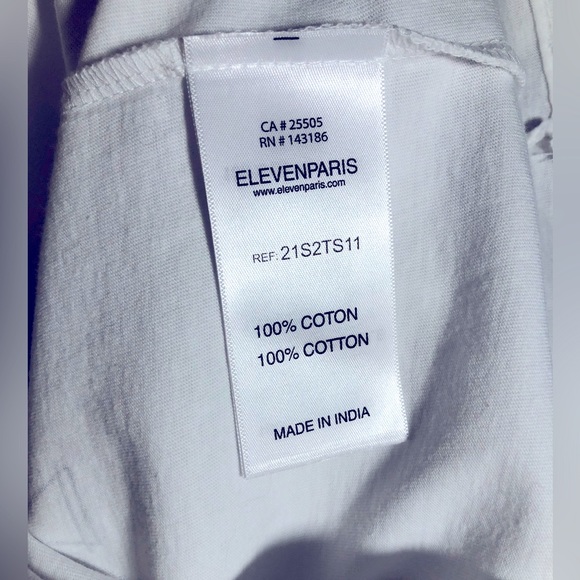 CA # 25505
RN # 143186
ELEVENPARIS
www.elevenparis.com
REF: 21S2TS11
100% COTON
100% COTTON
MADE IN INDIA